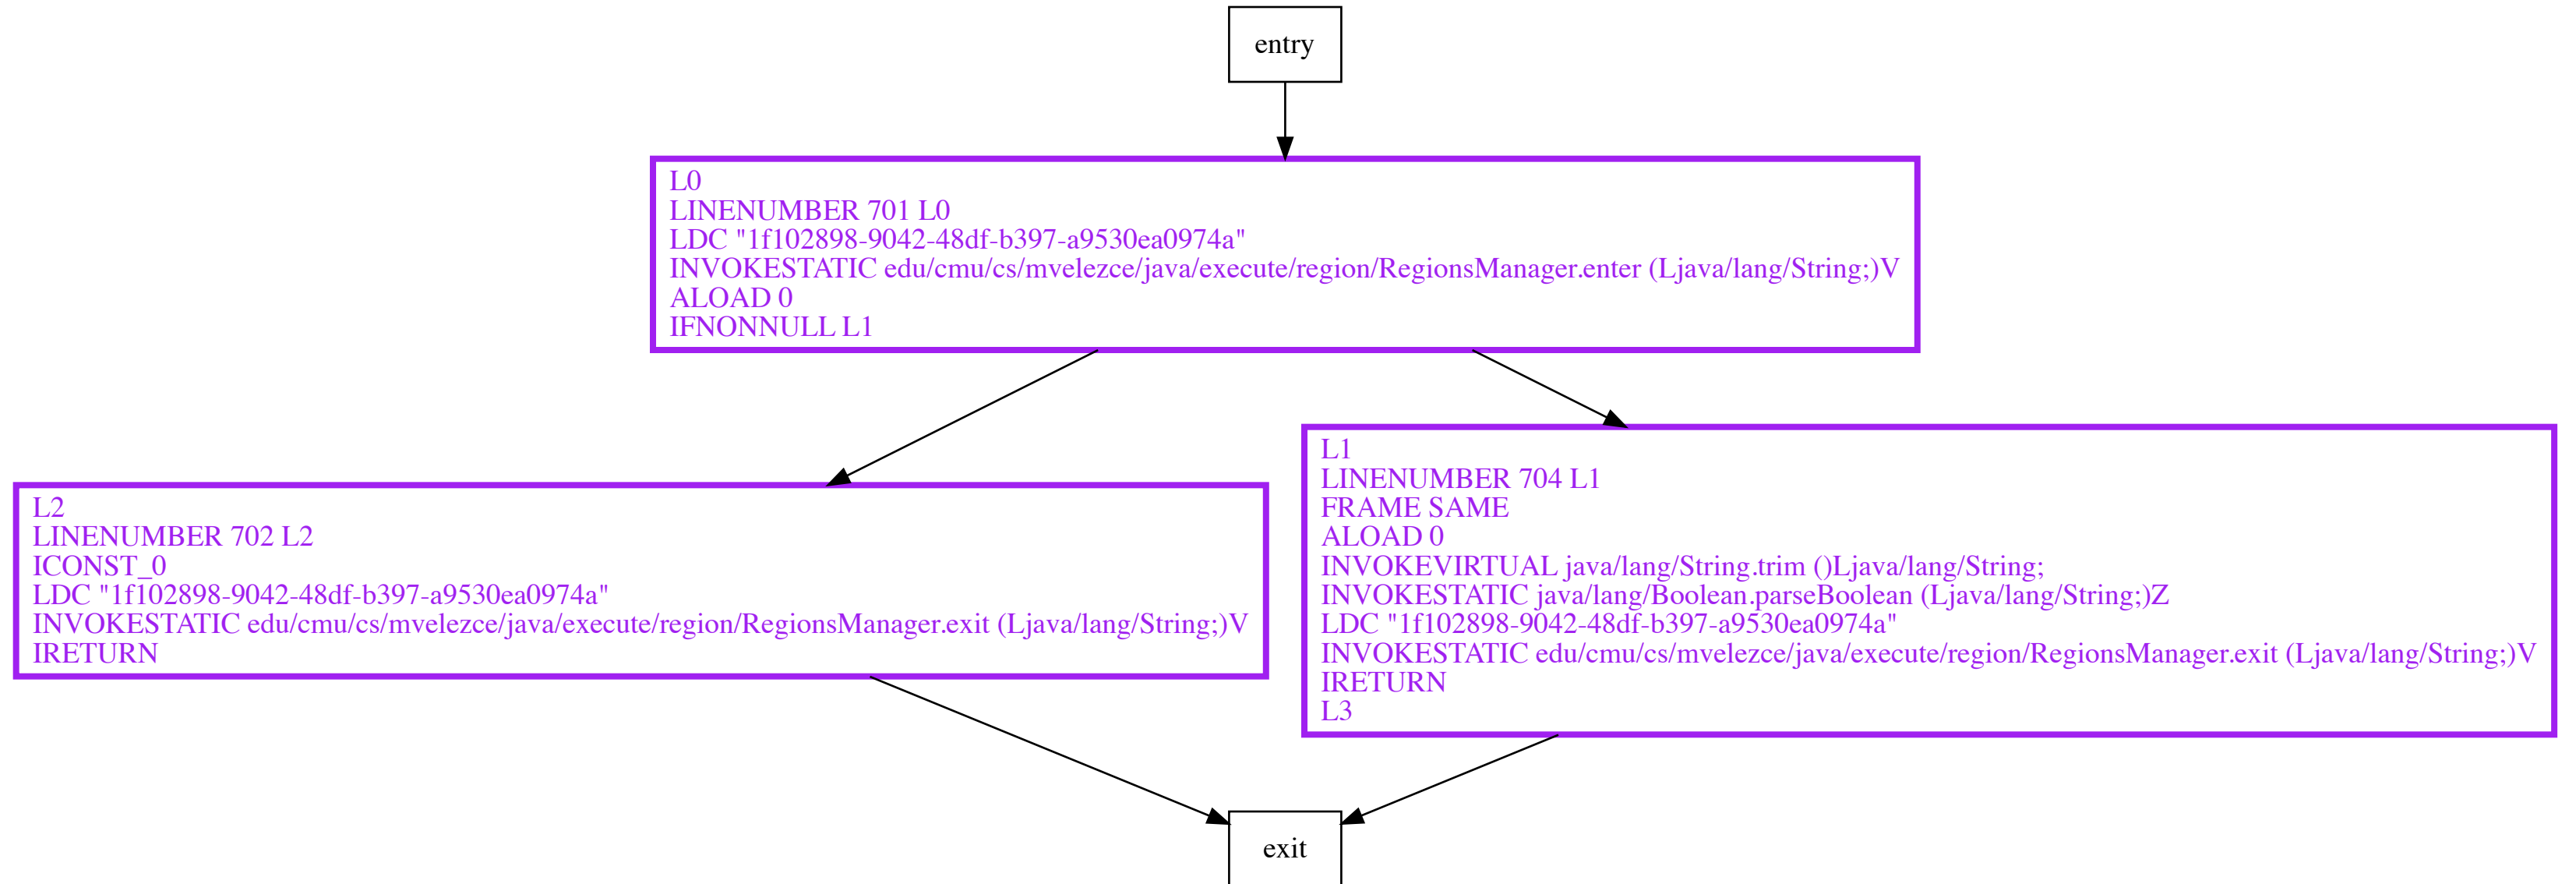 entry
L0
LINENUMBER 701 L0
LDC "1f102898-9042-48df-b397-a9530ea0974a"
INVOKESTATIC edu/cmu/cs/mvelezce/java/execute/region/RegionsManager.enter (Ljava/lang/String;)V
ALOAD 0
IFNONNULL L1
L2
LINENUMBER 702 L2
ICONST_0
LDC "1f102898-9042-48df-b397-a9530ea0974a"
INVOKESTATIC edu/cmu/cs/mvelezce/java/execute/region/RegionsManager.exit (Ljava/lang/String;)V
IRETURN
L1
LINENUMBER 704 L1
FRAME SAME
ALOAD 0
INVOKEVIRTUAL java/lang/String.trim ()Ljava/lang/String;
INVOKESTATIC java/lang/Boolean.parseBoolean (Ljava/lang/String;)Z
LDC "1f102898-9042-48df-b397-a9530ea0974a"
INVOKESTATIC edu/cmu/cs/mvelezce/java/execute/region/RegionsManager.exit (Ljava/lang/String;)V
IRETURN
L3
exit